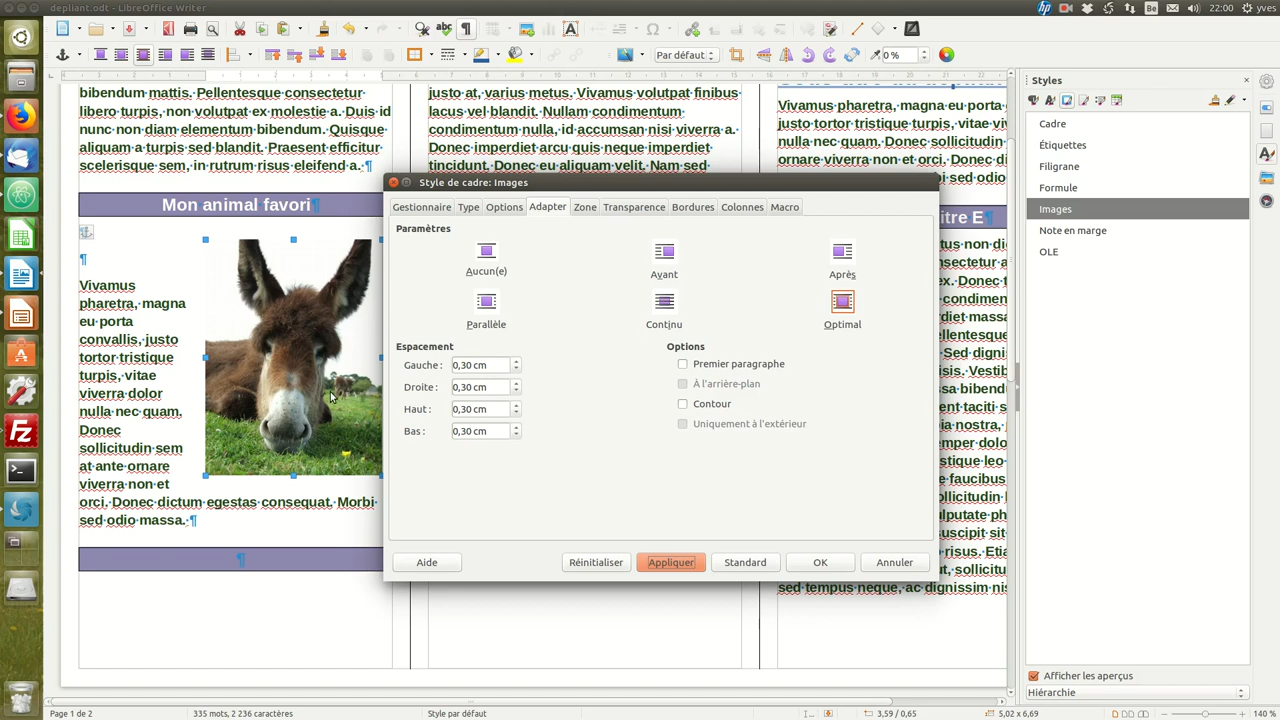 depliant.odt - LibreOffice Writer
Be
22:00
yves
Par défaut
0 %
Styles
bibendum mattis. Pellentesque consectetur
libero turpis, non volutpat ex molestie a. Duis id
nunc non diam elementum bibendum. Quisque
aliquam a turpis sed blandit. Praesent efficitur
scelerisque sem, in rutrum risus eleifend a. ¶
Mon animal favori¶
¶
Vivamus
pharetra, magna
eu porta
convallis, justo
tortor tristique
turpis, vitae
viverra dolor
nulla nec quam.
Donec
sollicitudin sem
at ante ornare
viverra non et
orci. Donec dictum egestas consequat. Morbi
sed odio massa. ¶
¶
justo at, varius metus. Vivamus finibus
lacus vel blandit. Nullam condimentum
condimentum nulla, id accumsan nisi viverra a.
Donec imperdiet arcu quis neque imperdiet
tincidunt. Donec eu aliquam velit. Nam sed
Vivamus pharetra, magna eu porta
justo tortor tristique turpis, vitae viv
nulla nec quam. Donec sollicitudin
ornare viverra non et orci. Donec di
bi sed odio
itre E¶
sed tempus neque, ac dignissim nis
Style de cadre: Images
Gestionnaire Type Options Adapter Zone Transparence Bordures Colonnes Macro
Paramètres
Aucun(e) Avant Après
Parallèle Continu Optimal
Espacement
Gauche : 0,30 cm
Droite : 0,30 cm
Haut : 0,30 cm
Bas : 0,30 cm
Options
Premier paragraphe
À l'arrière-plan
Contour
Uniquement à l'extérieur
Aide Réinitialiser Appliquer Standard OK Annuler
Cadre
Étiquettes
Filigrane
Formule
Images
Note en marge
OLE
Afficher les aperçus
Hiérarchie
Page 1 de 2
335 mots, 2 236 caractères
Style par défaut
3,59 / 0,65
5,02 x 6,69
140 %